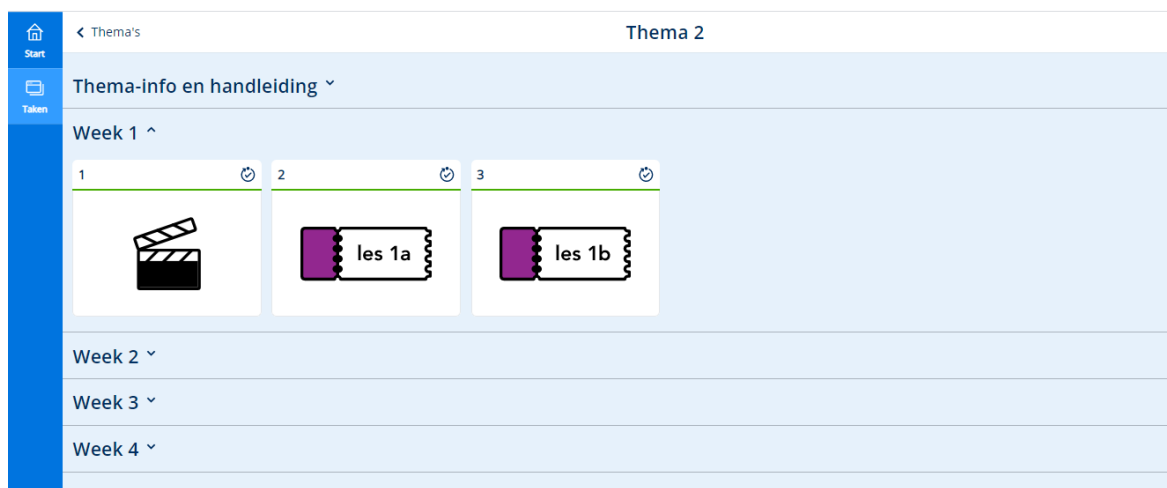 Start
Taken
Thema's
Thema 2
Thema-info en handleiding
Week 1
1
2
3
les 1a
les 1b
Week 2
Week 3
Week 4